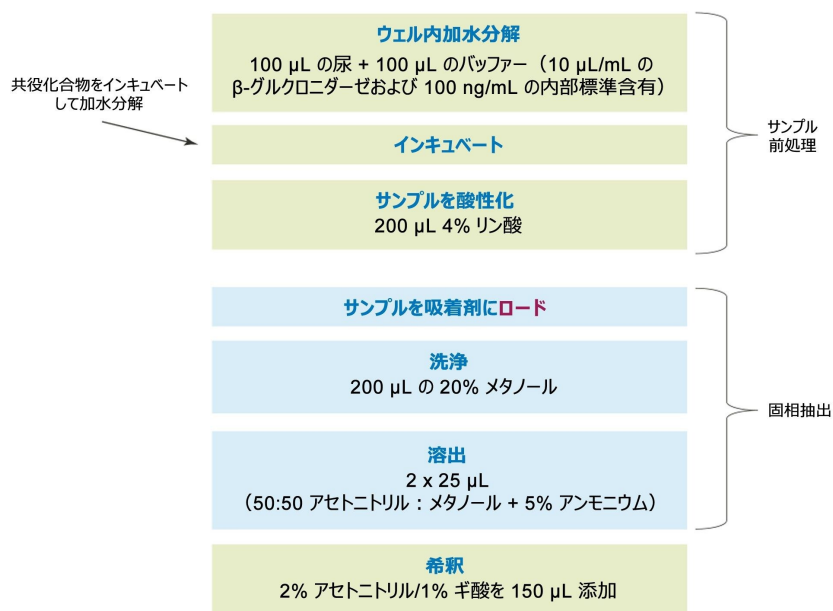 ウェル内加水分解
100 µL の尿 + 100 µL のバッファー（10 µL/mL の
β-グルクロニダーゼおよび 100 ng/mL の内部標準含有）
共役化合物をインキュベート
して加水分解
インキュベート
サンプル
前処理
サンプルを酸性化
200 µL 4% リン酸
サンプルを吸着剤にロード
洗浄
200 µL の 20% メタノール
固相抽出
溶出
2 x 25 µL
（50:50 アセトニトリル：メタノール + 5% アンモニウム）
希釈
2% アセトニトリル/1% ギ酸を 150 µL 添加